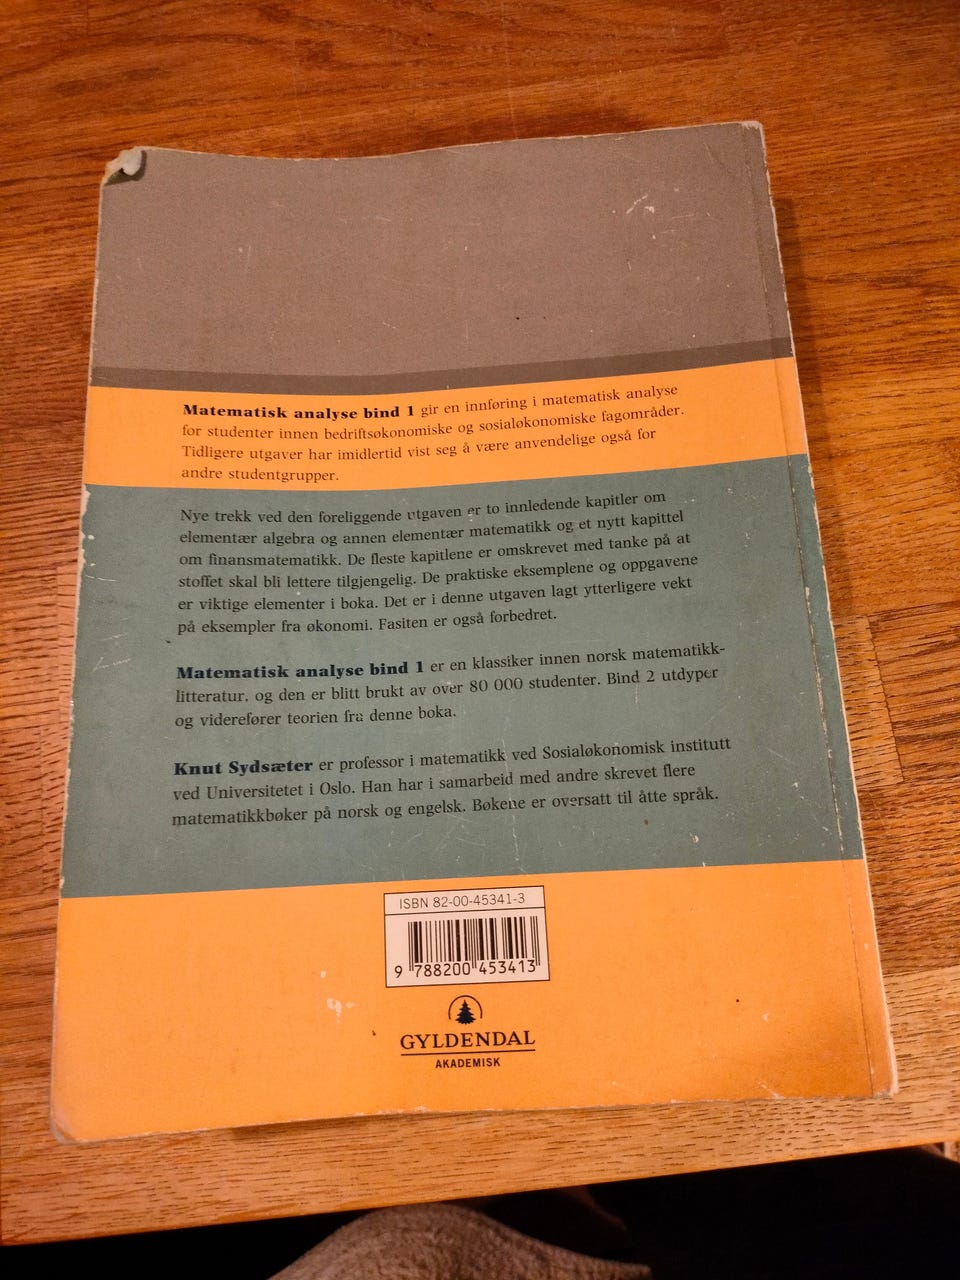 Matematisk analyse bind 1 gir en innføring i matematisk analyse
for studenter innen bedriftsøkonomiske og sosialøkonomiske fagområder.
Tidligere utgaver har imidlertid vist seg å være anvendelige også for
andre studentgrupper.
Nye trekk ved den foreliggende utgaven er to innledende kapitler om
elementær algebra og annen elementær matematikk og et nytt kapittel
om finansmatematikk. De fleste kapitlene er omskrevet med tanke på at
stoffet skal bli lettere tilgjengelig. De praktiske eksemplene og oppgavene
er viktige elementer i boka. Det er i denne utgaven lagt ytterligere vekt
på eksempler fra økonomi. Fasiten er også forbedret.
Matematisk analyse bind 1 er en klassiker innen norsk matematikk-
litteratur, og den er blitt brukt av over 80 000 studenter. Bind 2 utdyper
og viderefører teorien fra denne boka.
Knut Sydsæter er professor i matematikk ved Sosialøkonomisk institutt
ved Universitetet i Oslo. Han har i samarbeid med andre skrevet flere
matematikkbøker på norsk og engelsk. Bøkene er oversatt til åtte språk.
ISBN 82-00-45341-3
9 788200 453413
GYLDENDAL
AKADEMISK